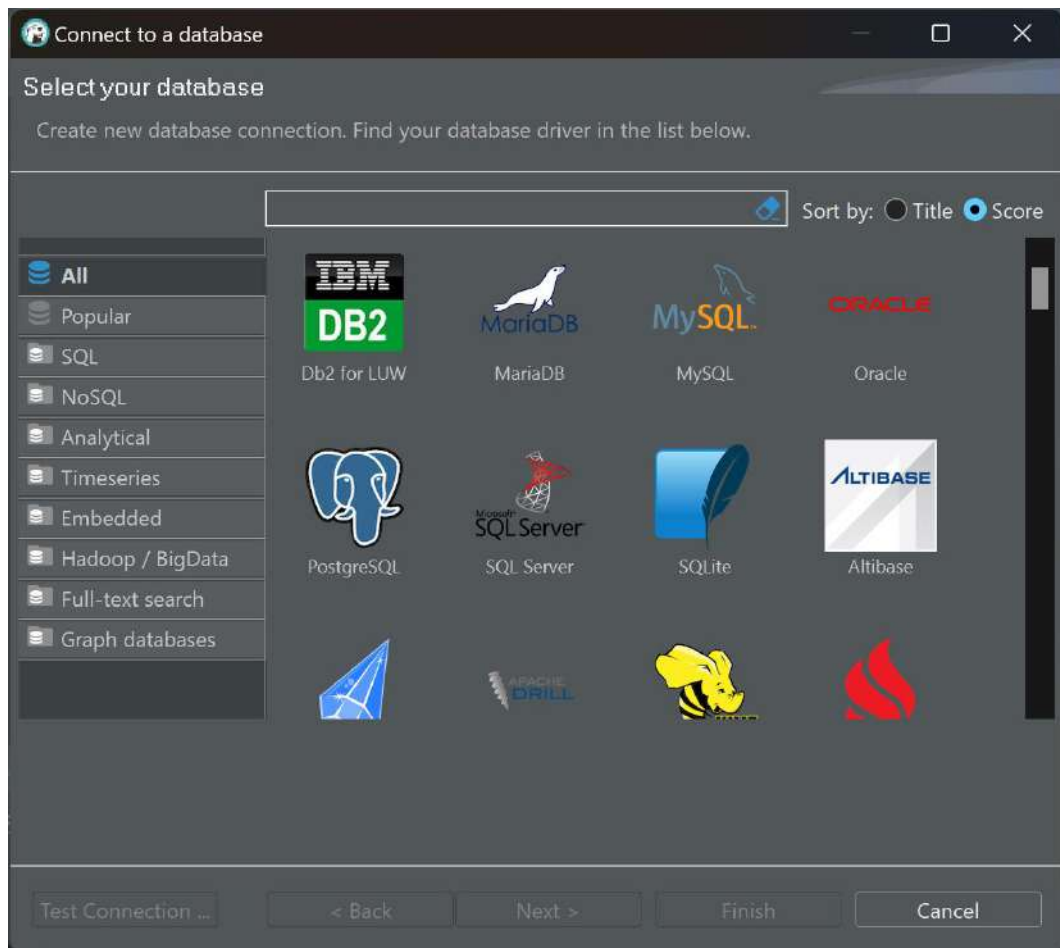 Connect to a database
Select your database
Create new database connection. Find your database driver in the list below.
Sort by: Title Score
All
Popular
SQL
NoSQL
Analytical
Timeseries
Embedded
Hadoop / BigData
Full-text search
Graph databases
IBM
DB2
MariaDB
MySQL
ORACLE
Db2 for LUW MariaDB MySQL Oracle
Microsoft
SQL Server
ALTIBASE
PostgreSQL SQL Server SQLite Altibase
APACHE
DRILL
Test Connection ... < Back Next > Finish Cancel